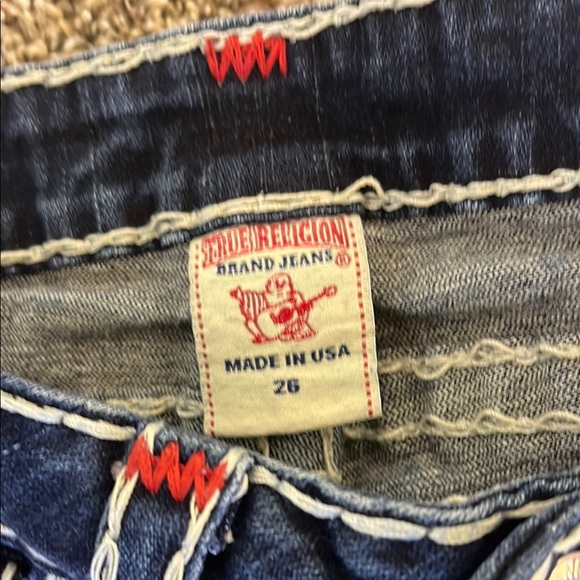 TRUE RELIGION
BRAND JEANS ®
MADE IN USA
26